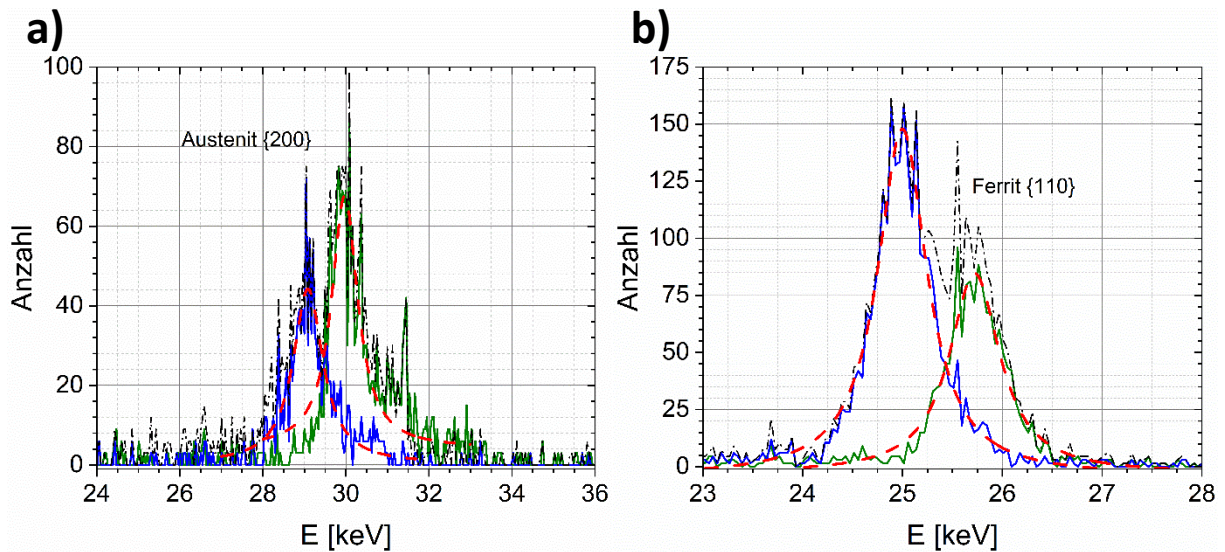 a)
100
80
60
40
20
0
Anzahl
Austenit {200}
24 26 28 30 32 34 36
E [keV]
b)
175
150
125
100
75
50
25
0
Anzahl
Ferrit {110}
23 24 25 26 27 28
E [keV]